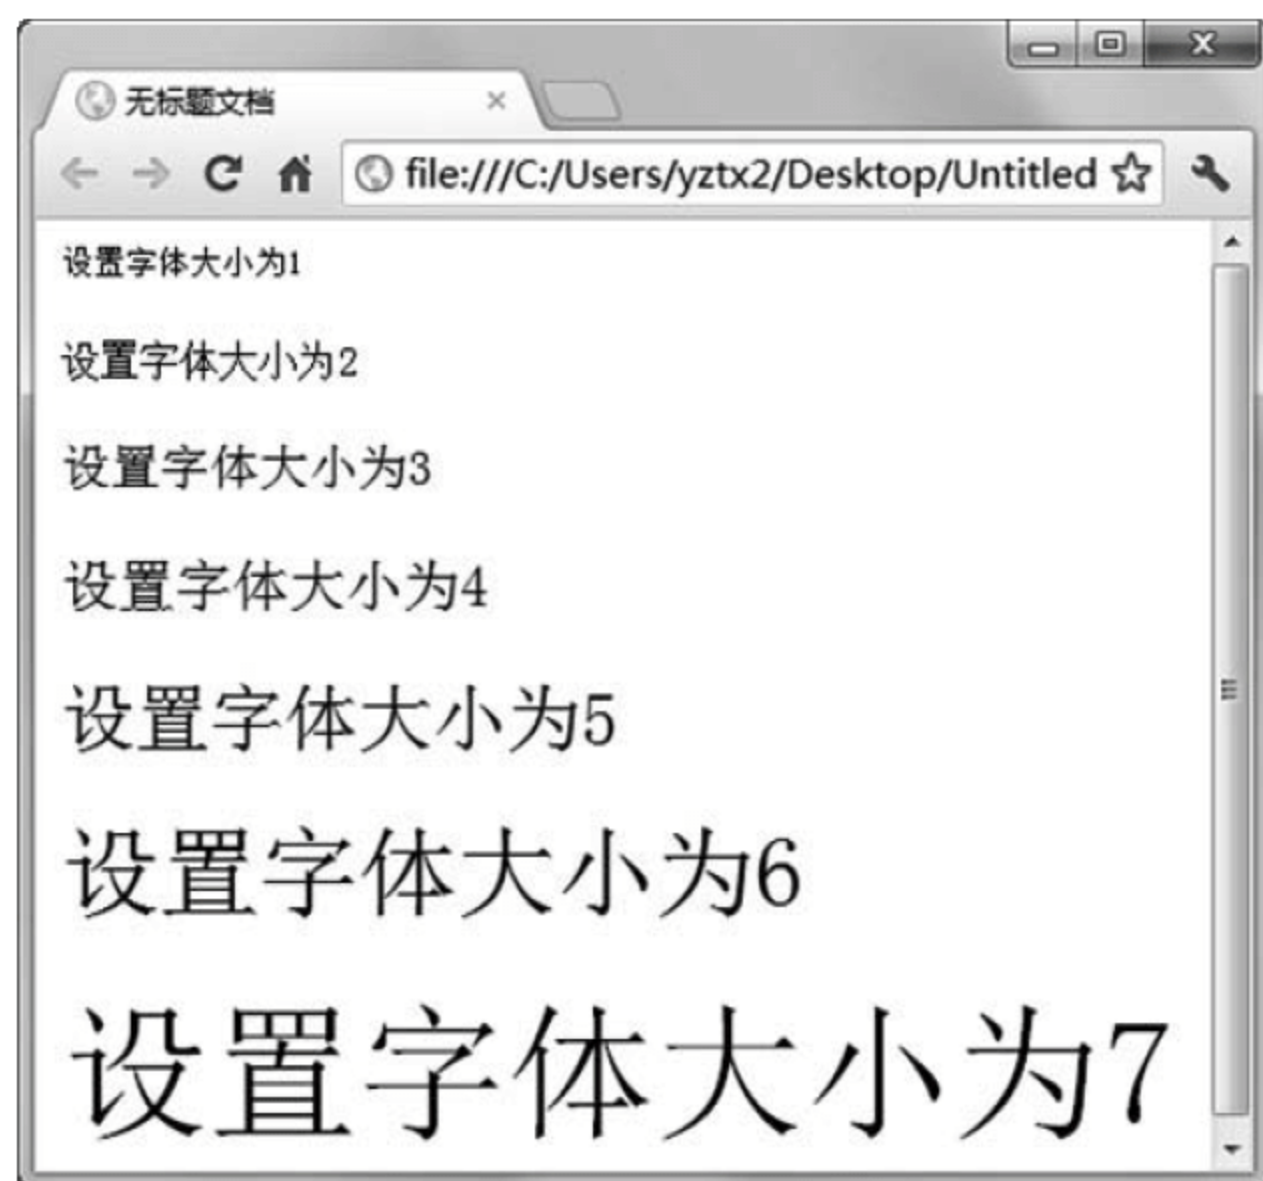 无标题文档
file:///C:/Users/yztx2/Desktop/Untitled
设置字体大小为1
设置字体大小为2
设置字体大小为3
设置字体大小为4
设置字体大小为5
设置字体大小为6
设置字体大小为7